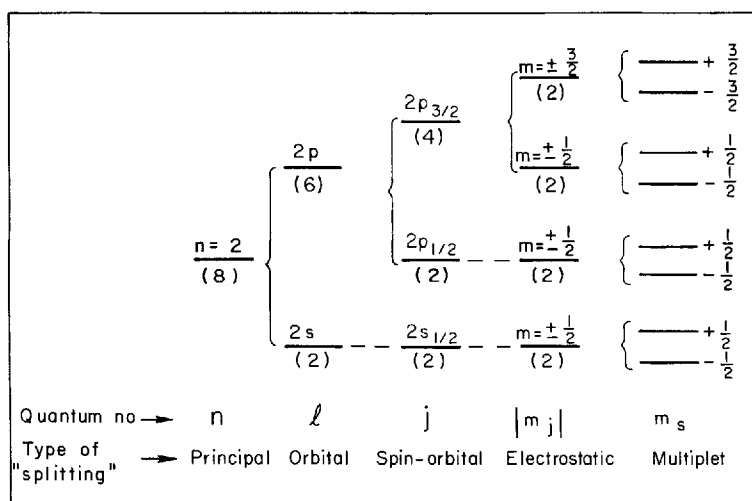 m = ± 3/2
(2)
+ 3/2
- 3/2
2p3/2
(4)
2p
(6)
m = ± 1/2
(2)
+ 1/2
- 1/2
n = 2
(8)
2p1/2
(2)
m = ± 1/2
(2)
+ 1/2
- 1/2
2s
(2)
2s1/2
(2)
m = ± 1/2
(2)
+ 1/2
- 1/2
Quantum no → n ℓ j |mj| ms
Type of "splitting" → Principal Orbital Spin-orbital Electrostatic Multiplet